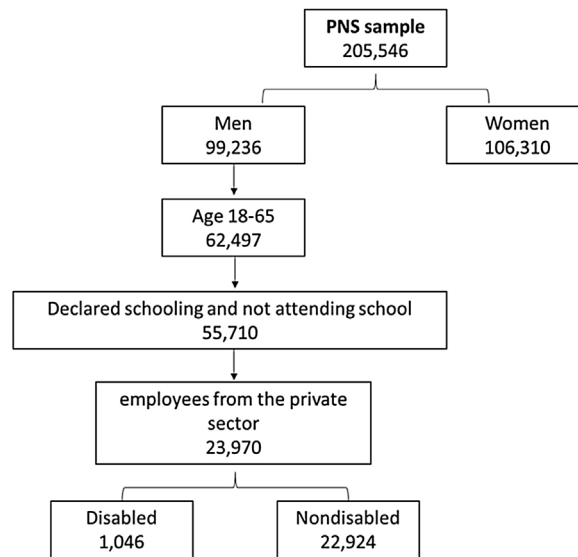 PNS sample
205,546
Men
99,236
Women
106,310
Age 18-65
62,497
Declared schooling and not attending school
55,710
employees from the private
sector
23,970
Disabled
1,046
Nondisabled
22,924